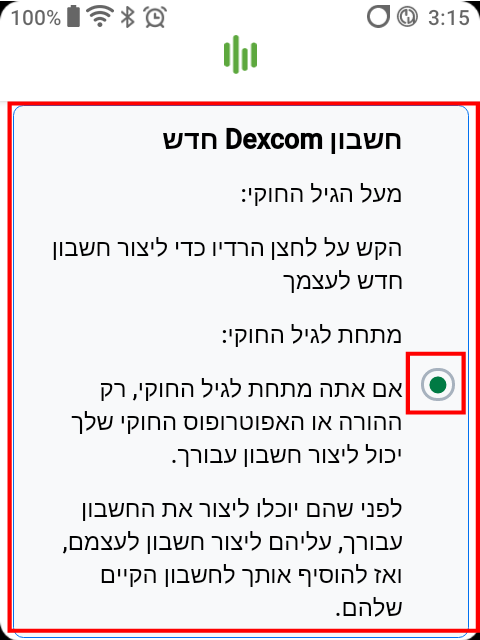 100% 3:15
חשבון Dexcom חדש
מעל הגיל החוקי:
הקש על לחצן הרדיו כדי ליצור חשבון
חדש לעצמך
מתחת לגיל החוקי:
אם אתה מתחת לגיל החוקי, רק
ההורה או האפוטרופוס החוקי שלך
יכול ליצור חשבון עבורך.
לפני שהם יוכלו ליצור את החשבון
עבורך, עליהם ליצור חשבון לעצמם,
ואז להוסיף אותך לחשבון הקיים
שלהם.